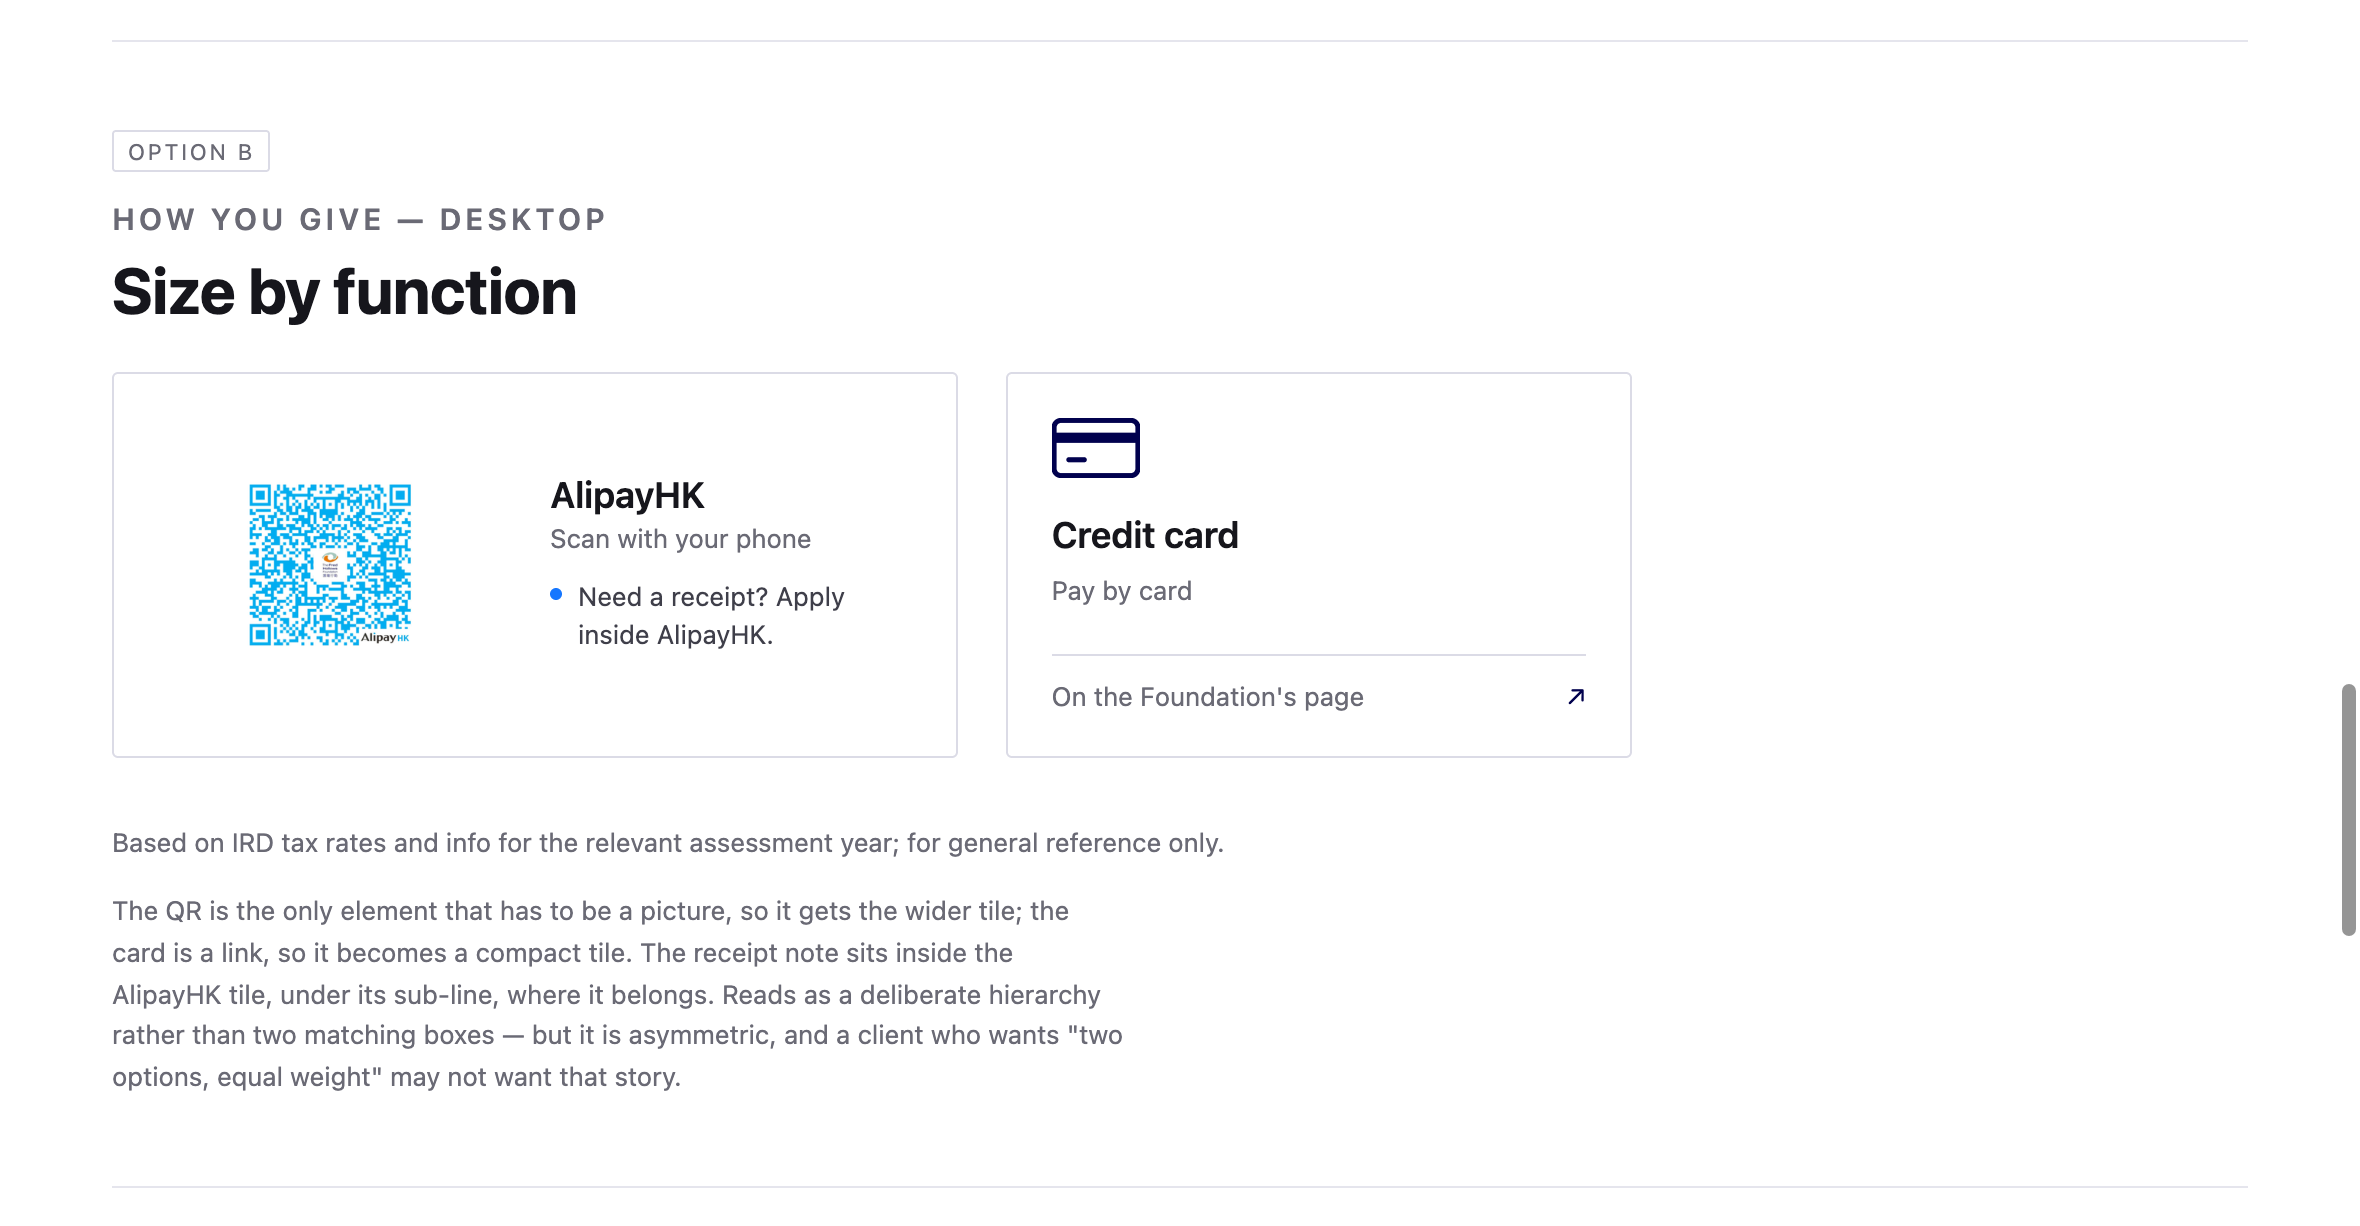 OPTION B
HOW YOU GIVE — DESKTOP
Size by function
Alipay HK
AlipayHK
Scan with your phone
Need a receipt? Apply
inside AlipayHK.
Credit card
Pay by card
On the Foundation's page
Based on IRD tax rates and info for the relevant assessment year; for general reference only.
The QR is the only element that has to be a picture, so it gets the wider tile; the
card is a link, so it becomes a compact tile. The receipt note sits inside the
AlipayHK tile, under its sub-line, where it belongs. Reads as a deliberate hierarchy
rather than two matching boxes — but it is asymmetric, and a client who wants "two
options, equal weight" may not want that story.